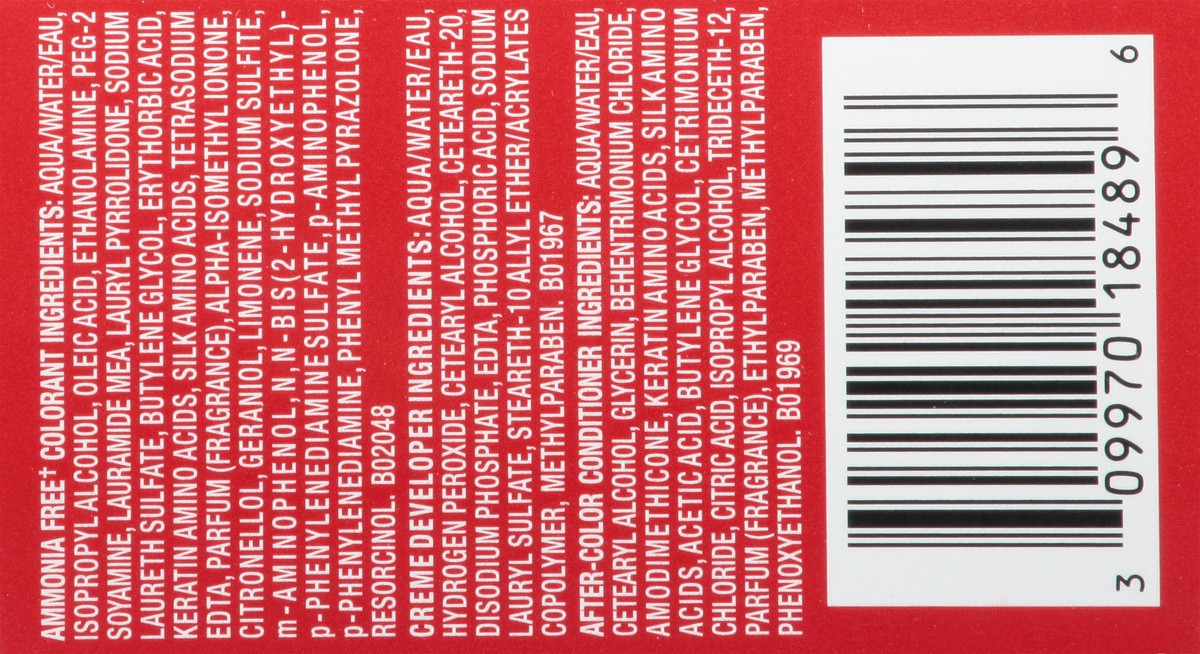 AMMONIA FREE† COLORANT INGREDIENTS: AQUA/WATER/EAU,
ISOPROPYL ALCOHOL, OLEIC ACID, ETHANOLAMINE, PEG-2
SOYAMINE, LAURAMIDE MEA, LAURYL PYRROLIDONE, SODIUM
LAURETH SULFATE, BUTYLENE GLYCOL, ERYTHORBIC ACID,
KERATIN AMINO ACIDS, SILK AMINO ACIDS, TETRASODIUM
EDTA, PARFUM (FRAGRANCE), ALPHA-ISOMETHYL IONONE,
CITRONELLOL, GERANIOL, LIMONENE, SODIUM SULFITE,
m-AMINOPHENOL, N,N-BIS(2-HYDROXYETHYL)-
p-PHENYLENEDIAMINE SULFATE, p-AMINOPHENOL,
p-PHENYLENEDIAMINE, PHENYL METHYL PYRAZOLONE,
RESORCINOL. B02048
CREME DEVELOPER INGREDIENTS: AQUA/WATER/EAU,
HYDROGEN PEROXIDE, CETEARYL ALCOHOL, CETEARETH-20,
DISODIUM PHOSPHATE, EDTA, PHOSPHORIC ACID, SODIUM
LAURYL SULFATE, STEARETH-10 ALLYL ETHER/ACRYLATES
COPOLYMER, METHYLPARABEN. B01967
AFTER-COLOR CONDITIONER INGREDIENTS: AQUA/WATER/EAU,
CETEARYL ALCOHOL, GLYCERIN, BEHENTRIMONIUM CHLORIDE,
AMODIMETHICONE, KERATIN AMINO ACIDS, SILK AMINO
ACIDS, ACETIC ACID, BUTYLENE GLYCOL, CETRIMONIUM
CHLORIDE, CITRIC ACID, ISOPROPYL ALCOHOL, TRIDECETH-12,
PARFUM (FRAGRANCE), ETHYLPARABEN, METHYLPARABEN,
PHENOXYETHANOL. B01969
3 09970 18489 6